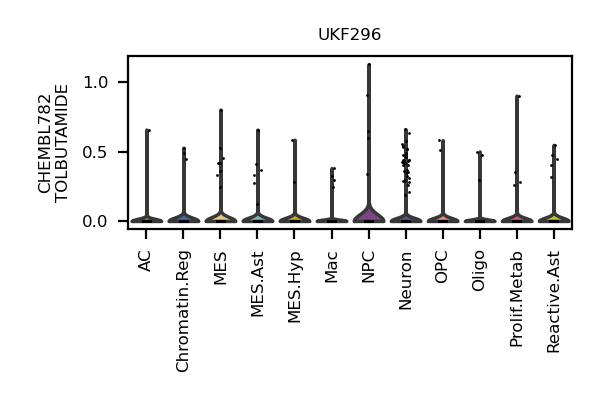 UKF296
CHEMBL782
TOLBUTAMIDE
1.0
0.5
0.0
AC
Chromatin.Reg
MES
MES.Ast
MES.Hyp
Mac
NPC
Neuron
OPC
Oligo
Prolif.Metab
Reactive.Ast